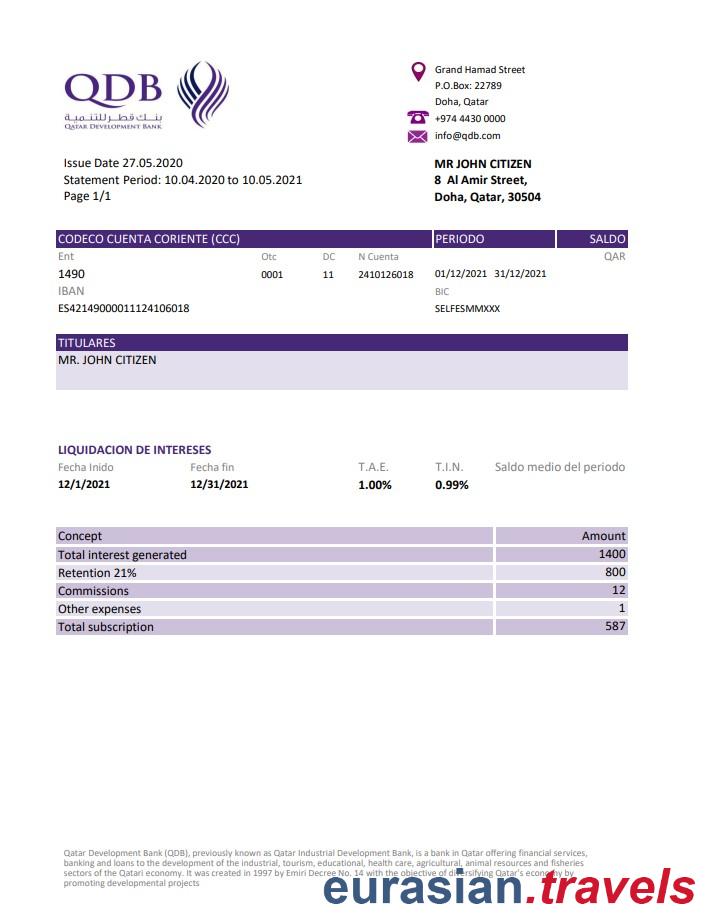 QDB
بنك قطر للتنمية
QATAR DEVELOPMENT BANK
Grand Hamad Street
P.O.Box: 22789
Doha, Qatar
+974 4430 0000
info@qdb.com
Issue Date 27.05.2020
Statement Period: 10.04.2020 to 10.05.2021
Page 1/1
MR JOHN CITIZEN
8 Al Amir Street,
Doha, Qatar, 30504
CODECO CUENTA CORIENTE (CCC) PERIODO SALDO
Ent Otc DC N Cuenta QAR
1490 0001 11 2410126018 01/12/2021 31/12/2021
IBAN BIC
ES42149000011124106018 SELFESMMXXX
TITULARES
MR. JOHN CITIZEN
LIQUIDACION DE INTERESES
Fecha Inido Fecha fin T.A.E. T.I.N. Saldo medio del periodo
12/1/2021 12/31/2021 1.00% 0.99%
Concept Amount
Total interest generated 1400
Retention 21% 800
Commissions 12
Other expenses 1
Total subscription 587
Qatar Development Bank (QDB), previously known as Qatar Industrial Development Bank, is a bank in Qatar offering financial services,
banking and loans to the development of the industrial, tourism, educational, health care, agricultural, animal resources and fisheries
sectors of the Qatari economy. It was created in 1997 by Emiri Decree No. 14 with the objective of diversifying Qatar's economy by
promoting developmental projects
eurasian.travels